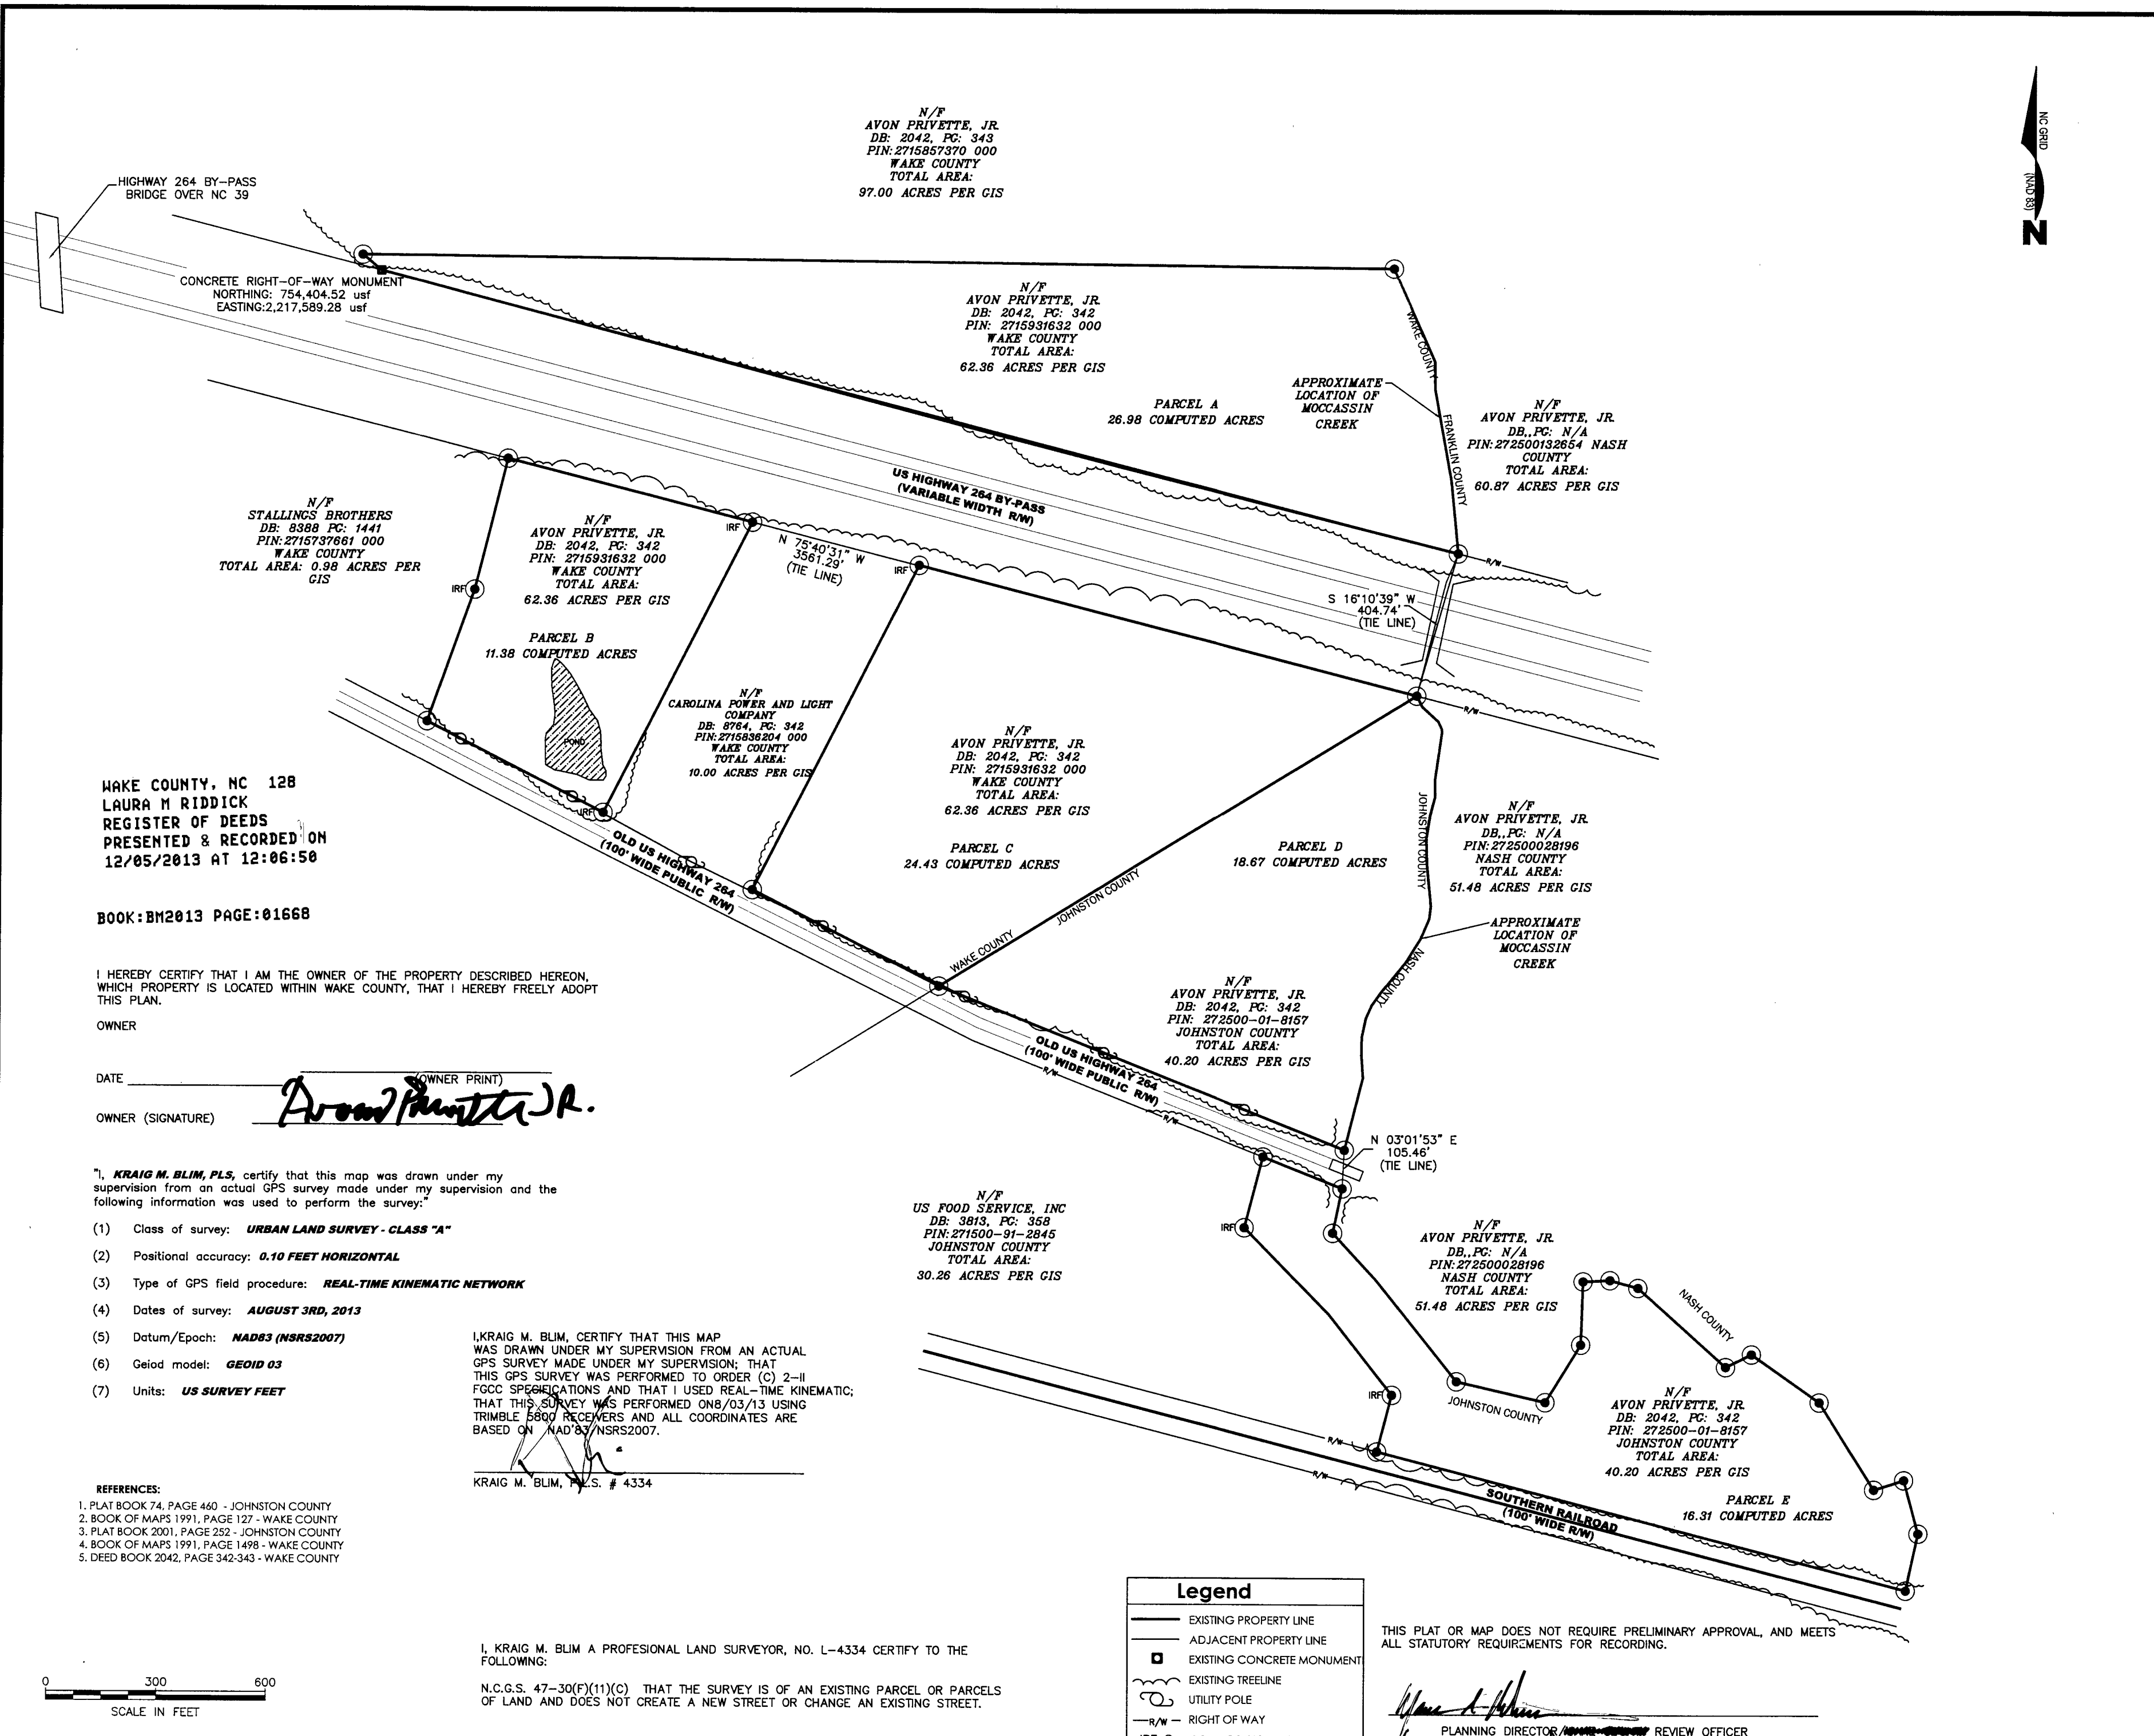 N/F
AVON PRIVETTE, JR.
DB: 2042, PG: 343
PIN:2715857370 000
WAKE COUNTY
TOTAL AREA:
97.00 ACRES PER GIS
NC GRID
(NAD 83)
N
HIGHWAY 264 BY-PASS
BRIDGE OVER NC 39
CONCRETE RIGHT-OF-WAY MONUMENT
NORTHING: 754,404.52 usf
EASTING:2,217,589.28 usf
N/F
AVON PRIVETTE, JR.
DB: 2042, PG: 342
PIN: 2715931632 000
WAKE COUNTY
TOTAL AREA:
62.36 ACRES PER GIS
PARCEL A
26.98 COMPUTED ACRES
WAKE COUNTY
FRANKLIN COUNTY
APPROXIMATE
LOCATION OF
MOCCASSIN
CREEK
N/F
AVON PRIVETTE, JR.
DB,,PG: N/A
PIN:272500132654 NASH
COUNTY
TOTAL AREA:
60.87 ACRES PER GIS
US HIGHWAY 264 BY-PASS
(VARIABLE WIDTH R/W)
R/W
N/F
STALLINGS BROTHERS
DB: 8388 PG: 1441
PIN:2715737661 000
WAKE COUNTY
TOTAL AREA: 0.98 ACRES PER
GIS
IRF
N/F
AVON PRIVETTE, JR.
DB: 2042, PG: 342
PIN: 2715931632 000
WAKE COUNTY
TOTAL AREA:
62.36 ACRES PER GIS
PARCEL B
11.38 COMPUTED ACRES
POND
IRF
IRF
N 75°40'31" W
3561.29'
(TIE LINE)
IRF
S 16°10'39" W
404.74'
(TIE LINE)
R/W
N/F
CAROLINA POWER AND LIGHT
COMPANY
DB: 8764, PG: 342
PIN:2715836204 000
WAKE COUNTY
TOTAL AREA:
10.00 ACRES PER GIS
N/F
AVON PRIVETTE, JR.
DB: 2042, PG: 342
PIN: 2715931632 000
WAKE COUNTY
TOTAL AREA:
62.36 ACRES PER GIS
PARCEL C
24.43 COMPUTED ACRES
PARCEL D
18.67 COMPUTED ACRES
WAKE COUNTY
JOHNSTON COUNTY
JOHNSTON COUNTY
NASH COUNTY
N/F
AVON PRIVETTE, JR.
DB,,PG: N/A
PIN:272500028196
NASH COUNTY
TOTAL AREA:
51.48 ACRES PER GIS
APPROXIMATE
LOCATION OF
MOCCASSIN
CREEK
OLD US HIGHWAY 264
(100' WIDE PUBLIC R/W)
N/F
AVON PRIVETTE, JR.
DB: 2042, PG: 342
PIN: 272500-01-8157
JOHNSTON COUNTY
TOTAL AREA:
40.20 ACRES PER GIS
OLD US HIGHWAY 264
(100' WIDE PUBLIC R/W)
R/W
R/W
N 03°01'53" E
105.46'
(TIE LINE)
WAKE COUNTY, NC 128
LAURA M RIDDICK
REGISTER OF DEEDS
PRESENTED & RECORDED ON
12/05/2013 AT 12:06:50
BOOK:BM2013 PAGE:01668
I HEREBY CERTIFY THAT I AM THE OWNER OF THE PROPERTY DESCRIBED HEREON,
WHICH PROPERTY IS LOCATED WITHIN WAKE COUNTY, THAT I HEREBY FREELY ADOPT
THIS PLAN.
OWNER
DATE
(OWNER PRINT)
OWNER (SIGNATURE)
Avon Privette JR.
"I, KRAIG M. BLIM, PLS, certify that this map was drawn under my
supervision from an actual GPS survey made under my supervision and the
following information was used to perform the survey:"
(1) Class of survey: URBAN LAND SURVEY - CLASS "A"
(2) Positional accuracy: 0.10 FEET HORIZONTAL
(3) Type of GPS field procedure: REAL-TIME KINEMATIC NETWORK
(4) Dates of survey: AUGUST 3RD, 2013
(5) Datum/Epoch: NAD83 (NSRS2007)
(6) Geiod model: GEOID 03
(7) Units: US SURVEY FEET
I,KRAIG M. BLIM, CERTIFY THAT THIS MAP
WAS DRAWN UNDER MY SUPERVISION FROM AN ACTUAL
GPS SURVEY MADE UNDER MY SUPERVISION; THAT
THIS GPS SURVEY WAS PERFORMED TO ORDER (C) 2-II
FGCC SPECIFICATIONS AND THAT I USED REAL-TIME KINEMATIC;
THAT THIS SURVEY WAS PERFORMED ON8/03/13 USING
TRIMBLE 5800 RECEIVERS AND ALL COORDINATES ARE
BASED ON NAD'83/NSRS2007.
KRAIG M. BLIM, P.L.S. # 4334
N/F
US FOOD SERVICE, INC
DB: 3813, PG: 358
PIN:271500-91-2845
JOHNSTON COUNTY
TOTAL AREA:
30.26 ACRES PER GIS
IRF
IRF
N/F
AVON PRIVETTE, JR.
DB,,PG: N/A
PIN:272500028196
NASH COUNTY
TOTAL AREA:
51.48 ACRES PER GIS
NASH COUNTY
JOHNSTON COUNTY
N/F
AVON PRIVETTE, JR.
DB: 2042, PG: 342
PIN: 272500-01-8157
JOHNSTON COUNTY
TOTAL AREA:
40.20 ACRES PER GIS
PARCEL E
16.31 COMPUTED ACRES
R/W
R/W
SOUTHERN RAILROAD
(100' WIDE R/W)
REFERENCES:
1. PLAT BOOK 74, PAGE 460 - JOHNSTON COUNTY
2. BOOK OF MAPS 1991, PAGE 127 - WAKE COUNTY
3. PLAT BOOK 2001, PAGE 252 - JOHNSTON COUNTY
4. BOOK OF MAPS 1991, PAGE 1498 - WAKE COUNTY
5. DEED BOOK 2042, PAGE 342-343 - WAKE COUNTY
0 300 600
SCALE IN FEET
I, KRAIG M. BLIM A PROFESIONAL LAND SURVEYOR, NO. L-4334 CERTIFY TO THE
FOLLOWING:
N.C.G.S. 47-30(F)(11)(C) THAT THE SURVEY IS OF AN EXISTING PARCEL OR PARCELS
OF LAND AND DOES NOT CREATE A NEW STREET OR CHANGE AN EXISTING STREET.
Legend
EXISTING PROPERTY LINE
ADJACENT PROPERTY LINE
EXISTING CONCRETE MONUMENT
EXISTING TREELINE
UTILITY POLE
R/W RIGHT OF WAY
THIS PLAT OR MAP DOES NOT REQUIRE PRELIMINARY APPROVAL, AND MEETS
ALL STATUTORY REQUIREMENTS FOR RECORDING.
PLANNING DIRECTOR/ REVIEW OFFICER